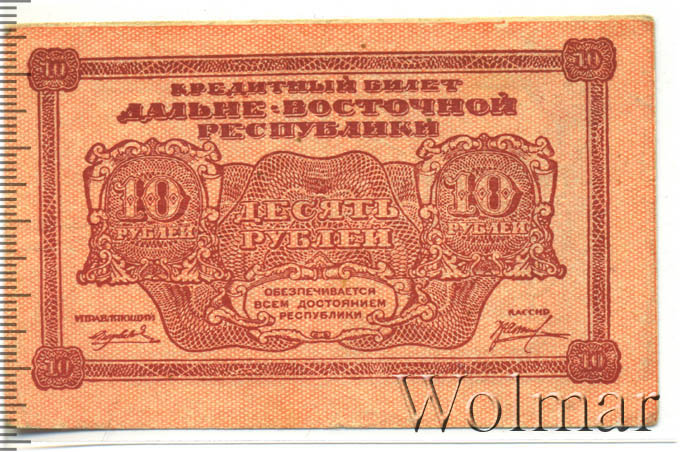 10 10
КРЕДИТНЫЙ БИЛЕТ
ДАЛЬНЕ-ВОСТОЧНОЙ
РЕСПУБЛИКИ
10
РУБЛЕЙ
ДЕСЯТЬ
РУБЛЕЙ
10
РУБЛЕЙ
ОБЕЗПЕЧИВАЕТСЯ
ВСЕМ ДОСТОЯНИЕМ
РЕСПУБЛИКИ
УПРАВЛЯЮЩИЙ
КАССИР
10 10
Wolmar